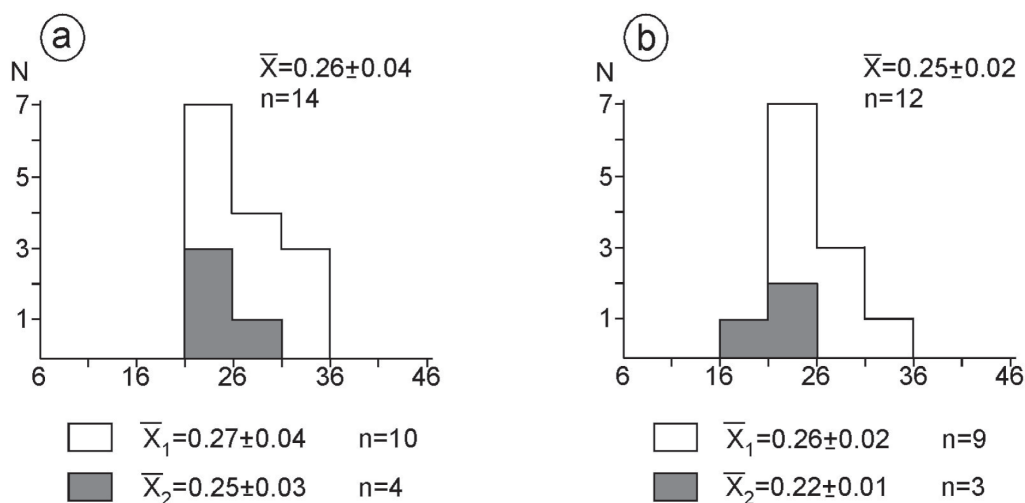 a
X̅=0.26±0.04
n=14
N
7
5
3
1
6 16 26 36 46
X̅₁=0.27±0.04 n=10
X̅₂=0.25±0.03 n=4
b
X̅=0.25±0.02
n=12
7
5
3
1
6 16 26 36 46
X̅₁=0.26±0.02 n=9
X̅₂=0.22±0.01 n=3